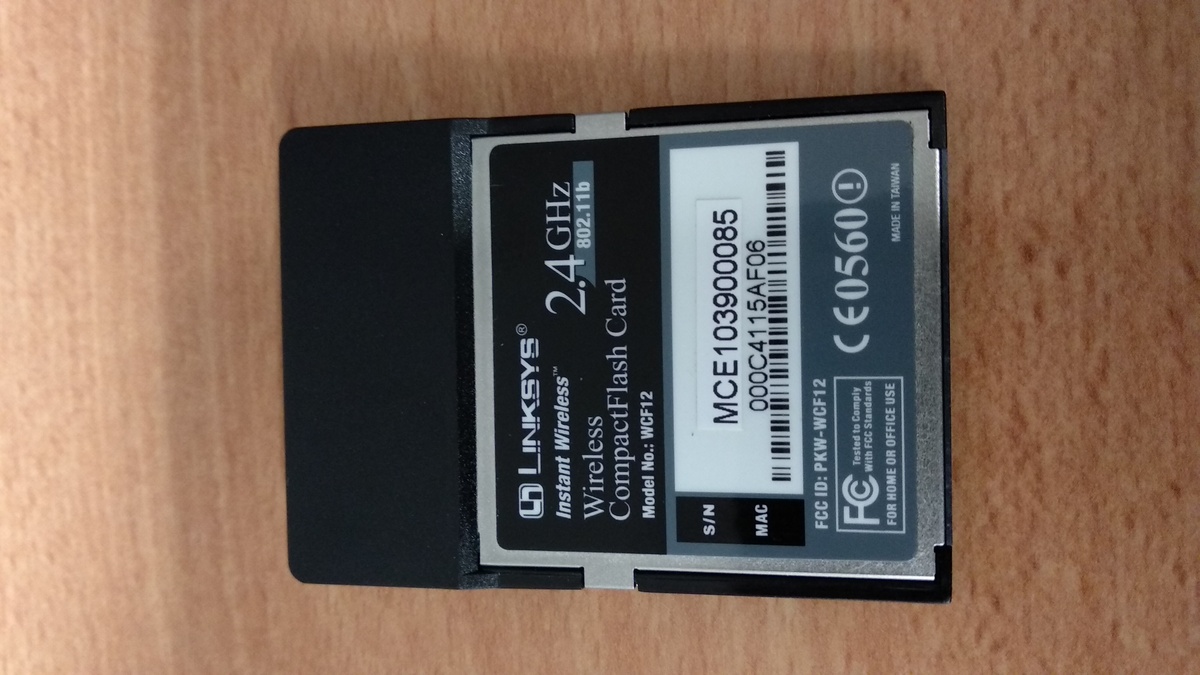 LINKSYS®
Instant Wireless™
Wireless
CompactFlash Card
2.4GHz
802.11b
Model No.: WCF12
S/N
MCE103900085
MAC
000C4115AF06
FCC ID: PKW-WCF12
FC Tested to Comply
With FCC Standards
FOR HOME OR OFFICE USE
CE0560
MADE IN TAIWAN